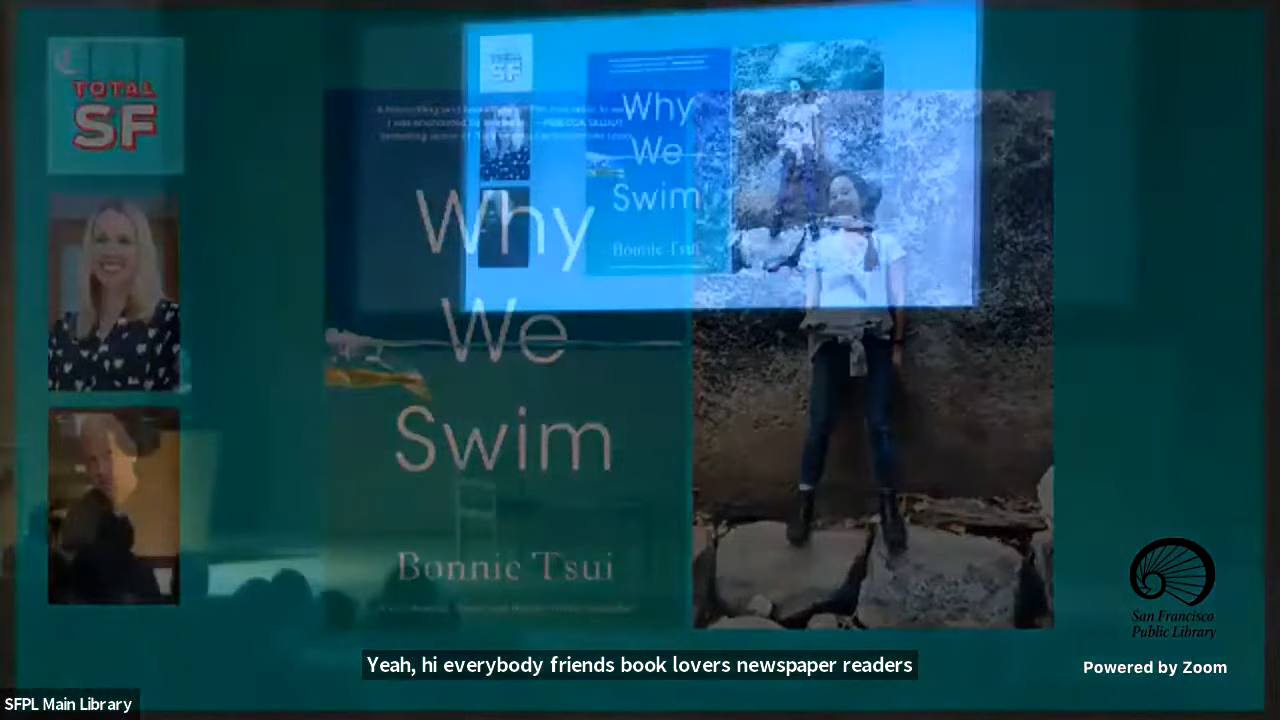 TOTAL
SF
SF
Why
We
Swim
Bonnie Tsui
Why
We
Swim
Bonnie Tsui
San Francisco
Public Library
Yeah, hi everybody friends book lovers newspaper readers
Powered by Zoom
SFPL Main Library